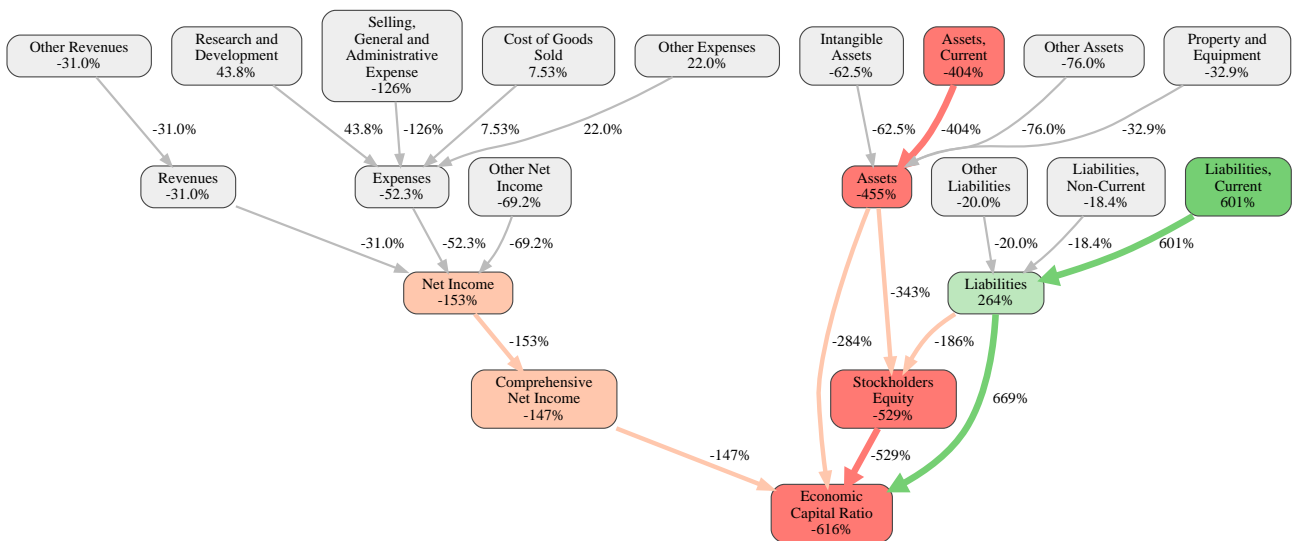 Other Revenues
-31.0%
Research and
Development
43.8%
Selling,
General and
Administrative
Expense
-126%
Cost of Goods
Sold
7.53%
Other Expenses
22.0%
Intangible
Assets
-62.5%
Assets,
Current
-404%
Other Assets
-76.0%
Property and
Equipment
-32.9%
-31.0%
43.8%
-126%
7.53%
22.0%
-62.5%
-404%
-76.0%
-32.9%
Revenues
-31.0%
Expenses
-52.3%
Other Net
Income
-69.2%
Assets
-455%
Other
Liabilities
-20.0%
Liabilities,
Non-Current
-18.4%
Liabilities,
Current
601%
-31.0%
-52.3%
-69.2%
-20.0%
-18.4%
601%
Net Income
-153%
-343%
Liabilities
264%
-153%
-284%
-186%
Comprehensive
Net Income
-147%
Stockholders
Equity
-529%
669%
-147%
-529%
Economic
Capital Ratio
-616%